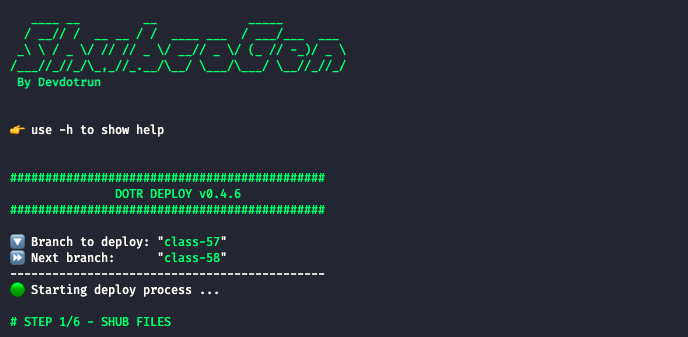 By Devdotrun
👉 use -h to show help
#############################################
DOTR DEPLOY v0.4.6
#############################################
🔽 Branch to deploy: "class-57"
⏩ Next branch: "class-58"
---------------------------------------------
🟢 Starting deploy process ...
# STEP 1/6 - SHUB FILES